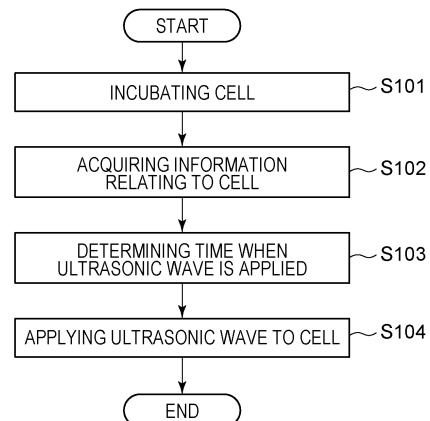 START
INCUBATING CELL
S101
ACQUIRING INFORMATION
RELATING TO CELL
S102
DETERMINING TIME WHEN
ULTRASONIC WAVE IS APPLIED
S103
APPLYING ULTRASONIC WAVE TO CELL
S104
END